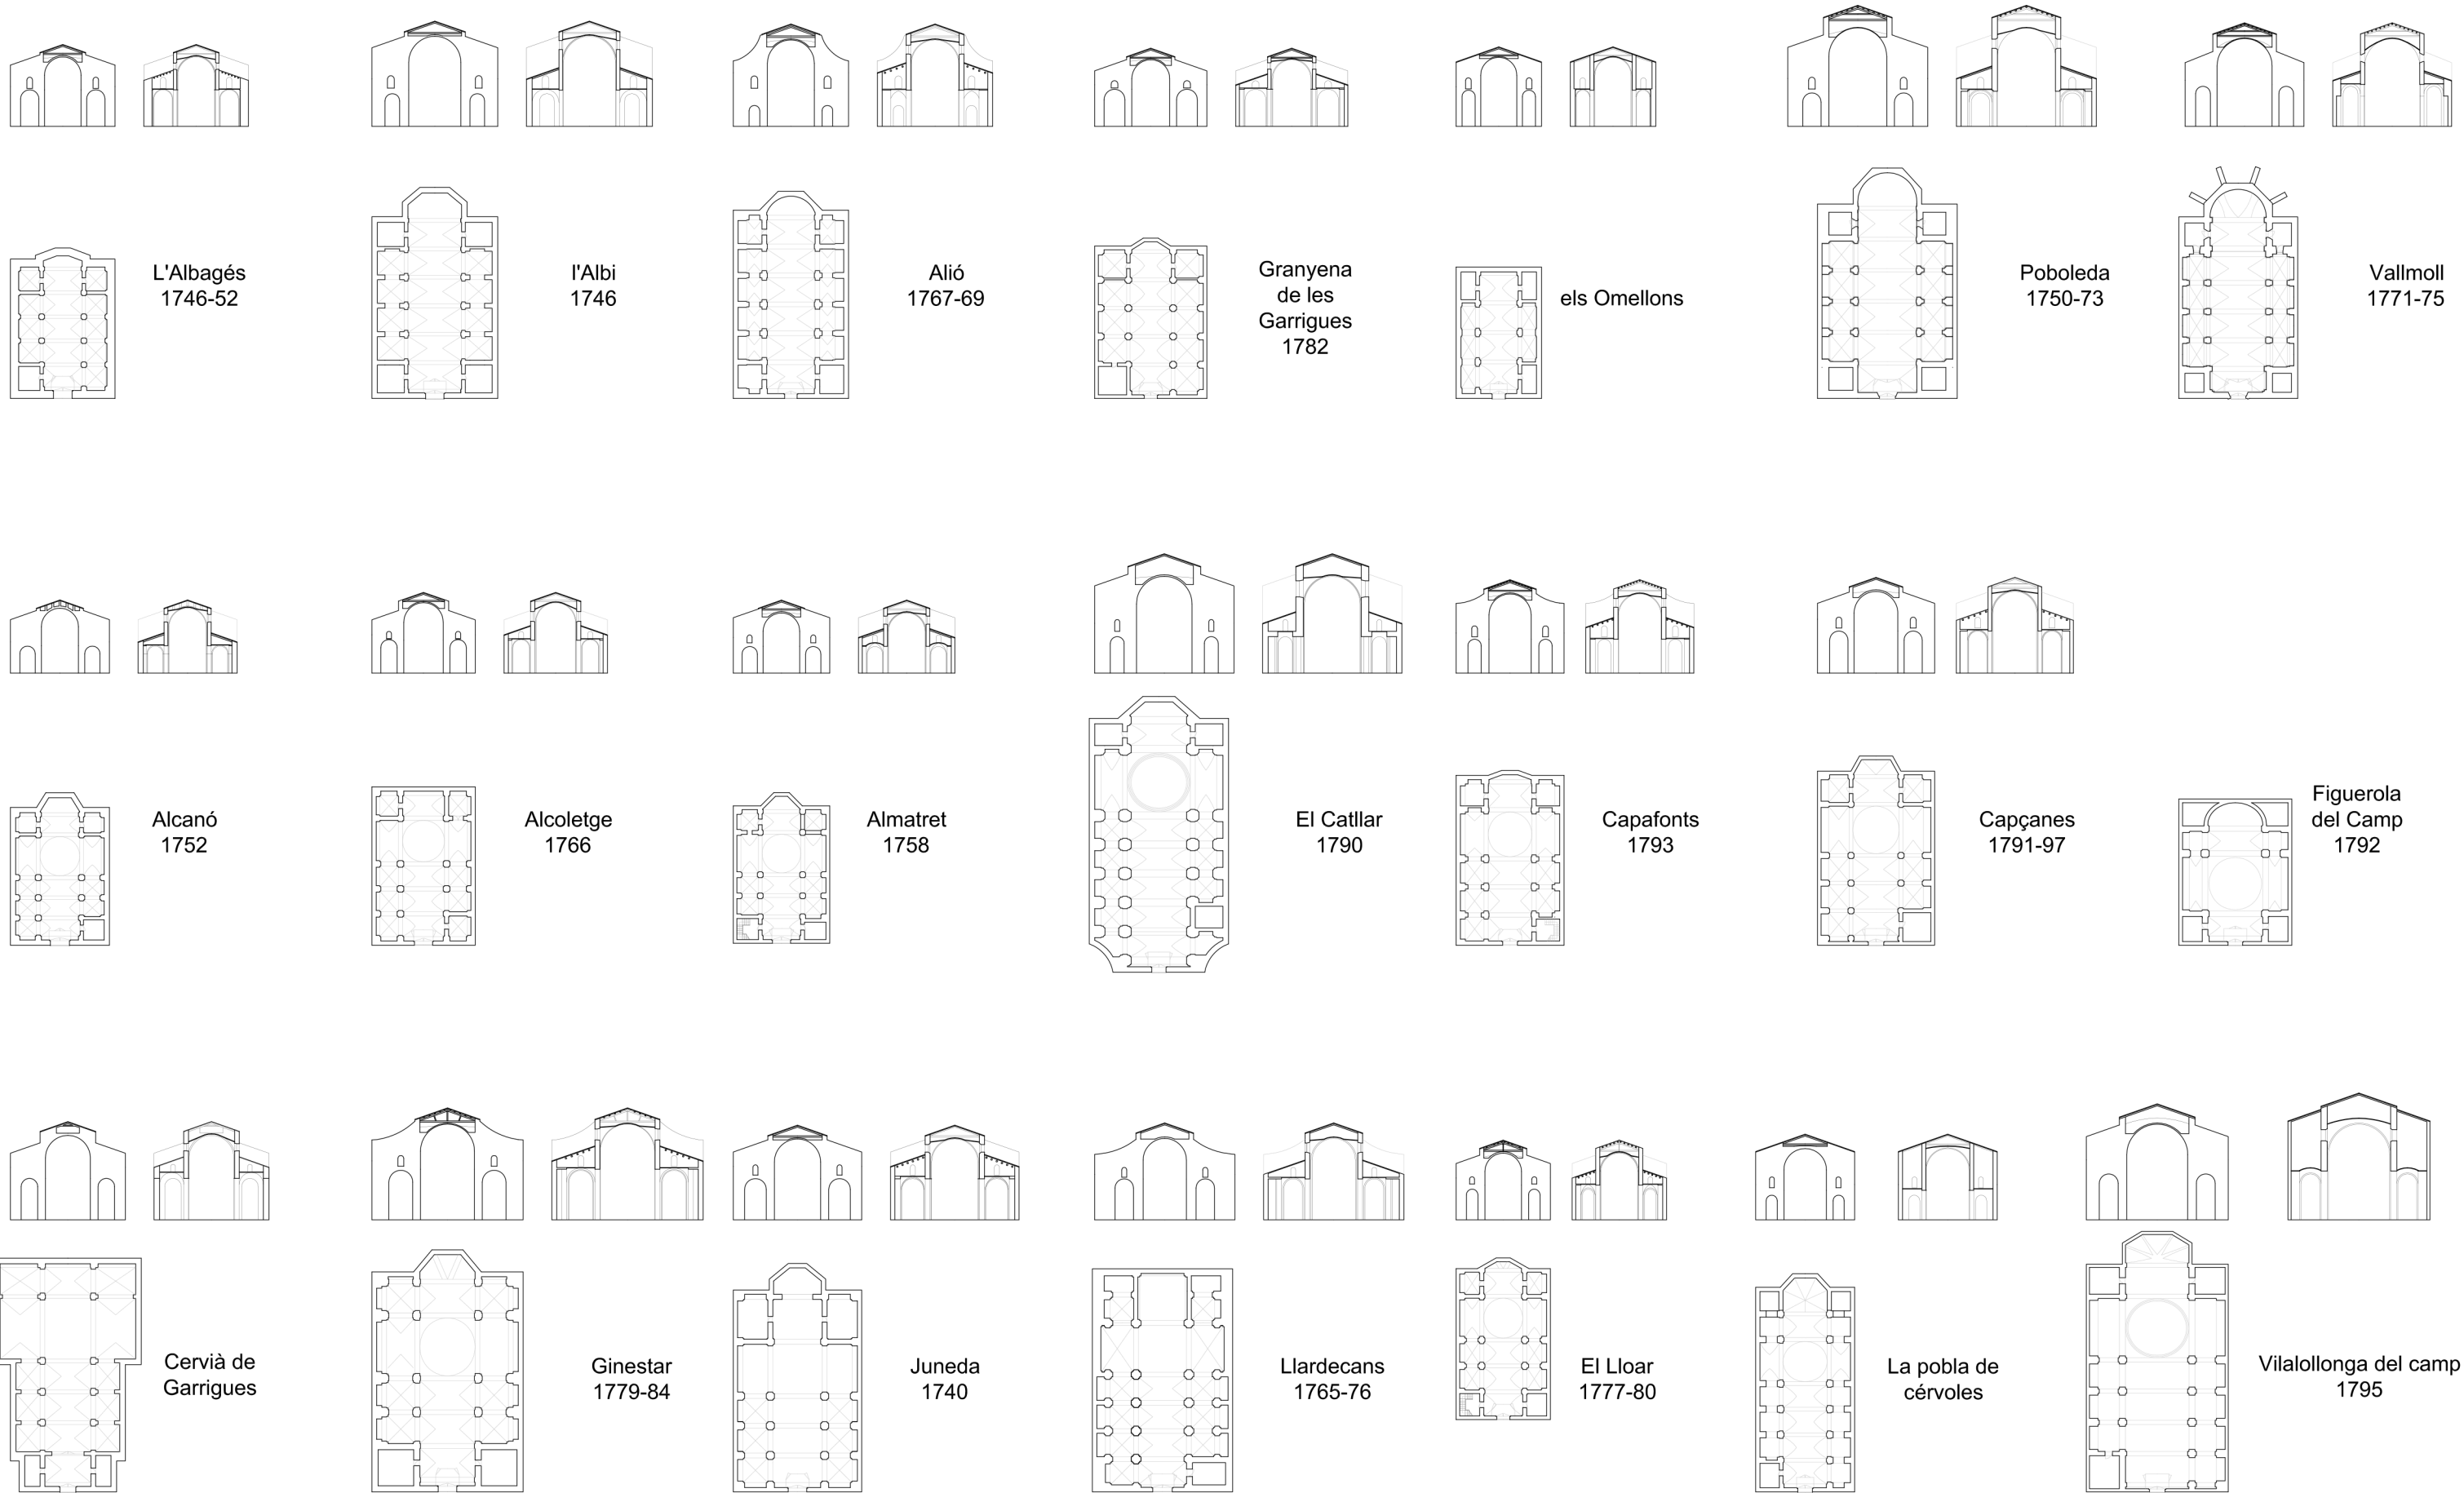 L'Albagés
1746-52
l'Albi
1746
Alió
1767-69
Granyena
de les
Garrigues
1782
els Omellons
Poboleda
1750-73
Vallmoll
1771-75
Alcanó
1752
Alcoletge
1766
Almatret
1758
El Catllar
1790
Capafonts
1793
Capçanes
1791-97
Figuerola
del Camp
1792
Cervià de
Garrigues
Ginestar
1779-84
Juneda
1740
Llardecans
1765-76
El Lloar
1777-80
La pobla de
cérvoles
Vilalollonga del camp
1795